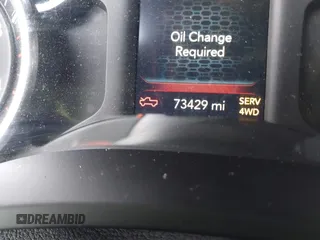 Oil Change
Required
73429 mi
SERV
4WD
DREAMBID